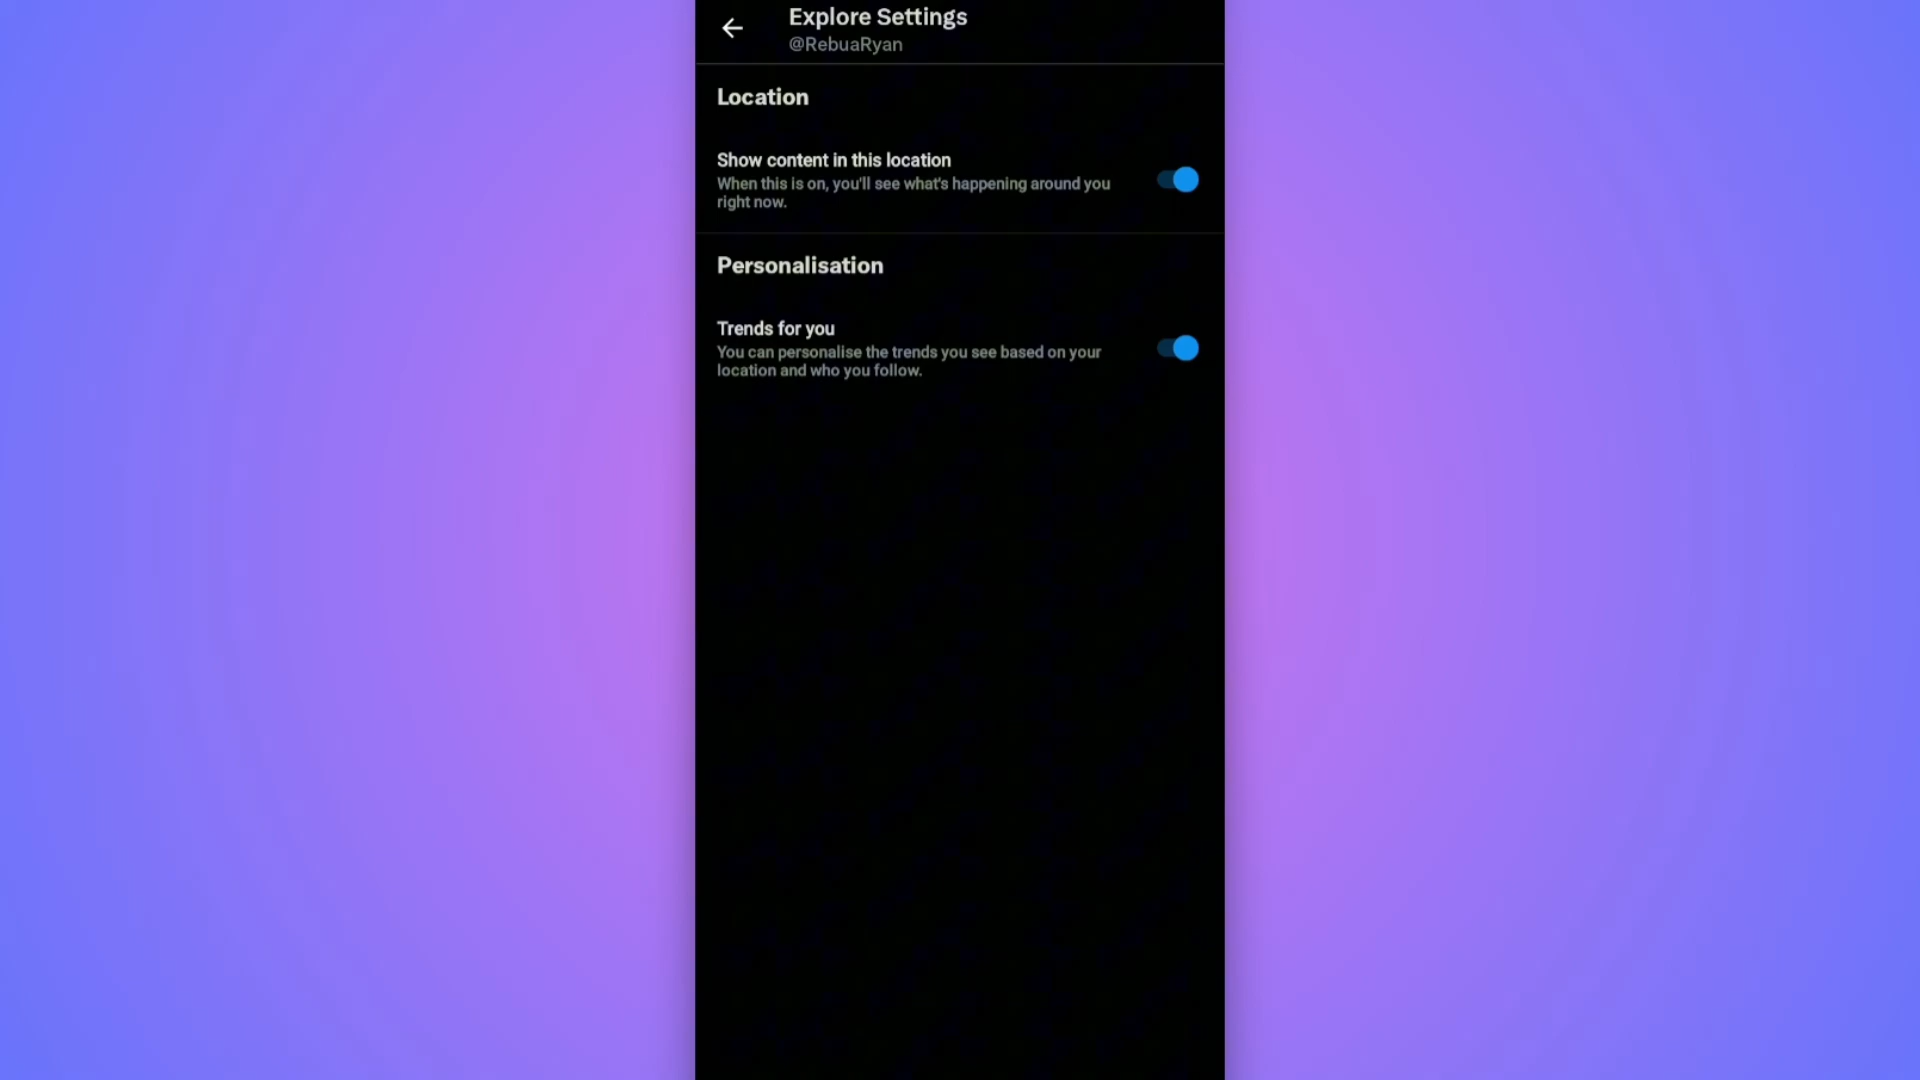 Explore Settings
@RebuaRyan
Location
Show content in this location
When this is on, you'll see what's happening around you
right now.
Personalisation
Trends for you
You can personalise the trends you see based on your
location and who you follow.